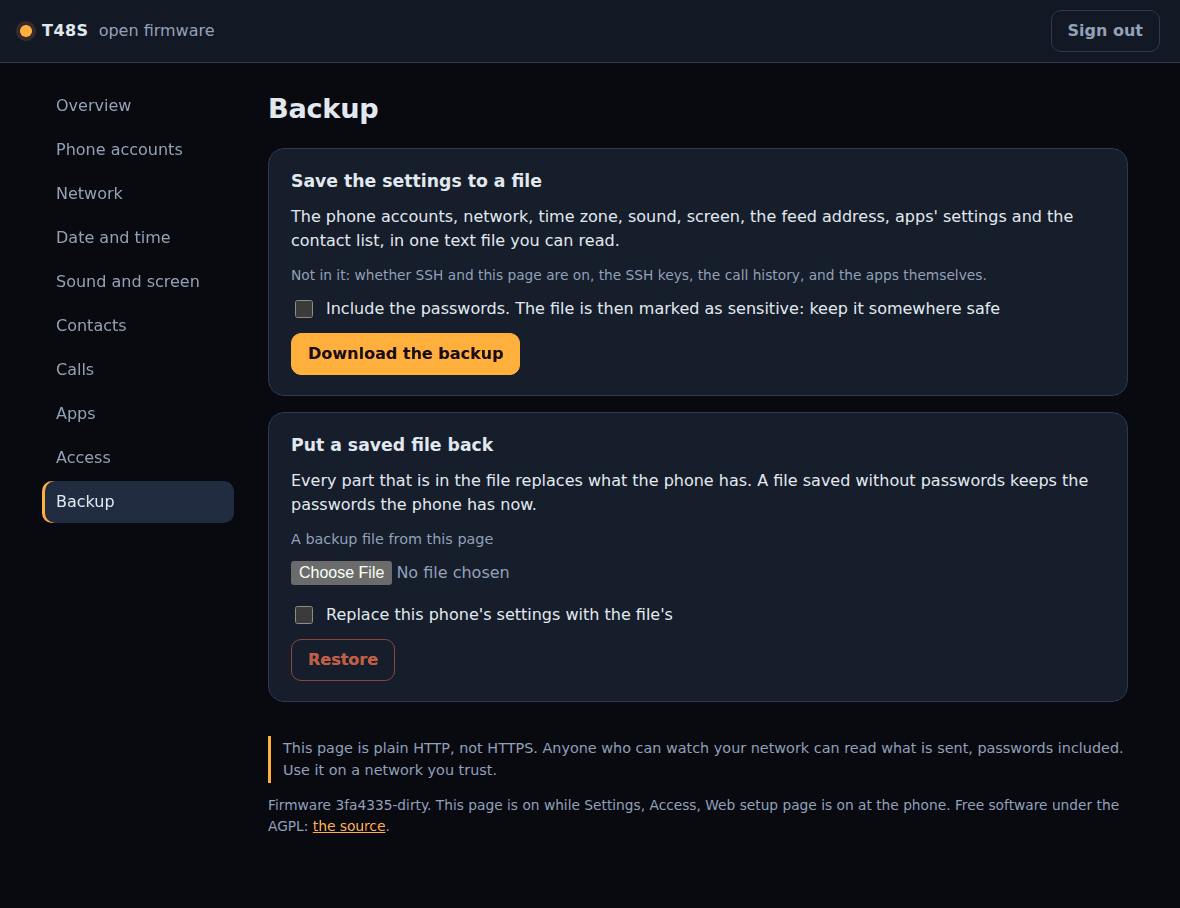 T48S open firmware
Sign out
Overview
Phone accounts
Network
Date and time
Sound and screen
Contacts
Calls
Apps
Access
Backup
Backup
Save the settings to a file
The phone accounts, network, time zone, sound, screen, the feed address, apps' settings and the
contact list, in one text file you can read.
Not in it: whether SSH and this page are on, the SSH keys, the call history, and the apps themselves.
Include the passwords. The file is then marked as sensitive: keep it somewhere safe
Download the backup
Put a saved file back
Every part that is in the file replaces what the phone has. A file saved without passwords keeps the
passwords the phone has now.
A backup file from this page
Choose File No file chosen
Replace this phone's settings with the file's
Restore
This page is plain HTTP, not HTTPS. Anyone who can watch your network can read what is sent, passwords included.
Use it on a network you trust.
Firmware 3fa4335-dirty. This page is on while Settings, Access, Web setup page is on at the phone. Free software under the
AGPL: the source.